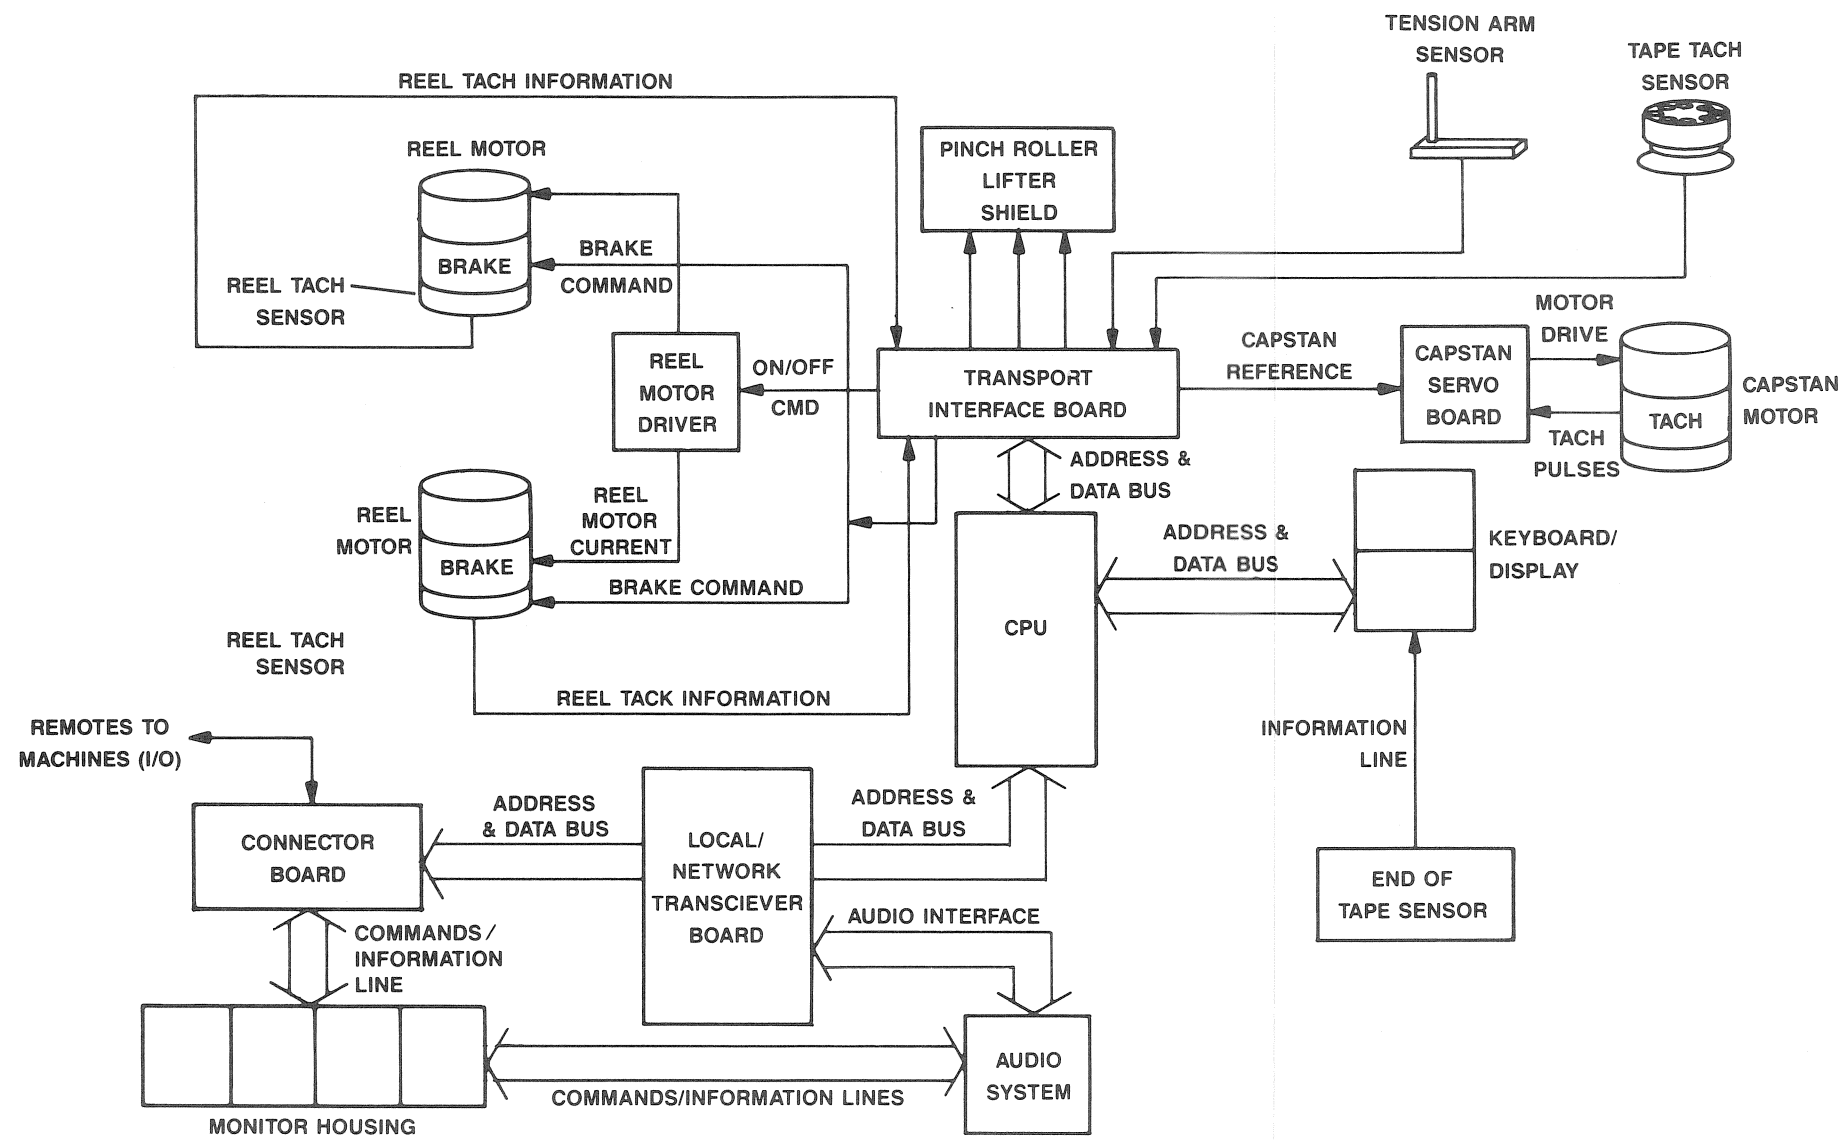 TENSION ARM
SENSOR
TAPE TACH
SENSOR
REEL TACH INFORMATION
REEL MOTOR
PINCH ROLLER
LIFTER
SHIELD
BRAKE
BRAKE
COMMAND
REEL TACH
SENSOR
REEL
MOTOR
DRIVER
ON/OFF
CMD
TRANSPORT
INTERFACE BOARD
CAPSTAN
REFERENCE
CAPSTAN
SERVO
BOARD
MOTOR
DRIVE
TACH
PULSES
TACH
CAPSTAN
MOTOR
ADDRESS &
DATA BUS
REEL
MOTOR
BRAKE
REEL
MOTOR
CURRENT
BRAKE COMMAND
REEL TACH
SENSOR
REEL TACK INFORMATION
CPU
ADDRESS &
DATA BUS
KEYBOARD/
DISPLAY
INFORMATION
LINE
END OF
TAPE SENSOR
REMOTES TO
MACHINES (I/O)
CONNECTOR
BOARD
ADDRESS
& DATA BUS
LOCAL/
NETWORK
TRANSCIEVER
BOARD
ADDRESS &
DATA BUS
AUDIO INTERFACE
COMMANDS/
INFORMATION
LINE
MONITOR HOUSING
COMMANDS/INFORMATION LINES
AUDIO
SYSTEM